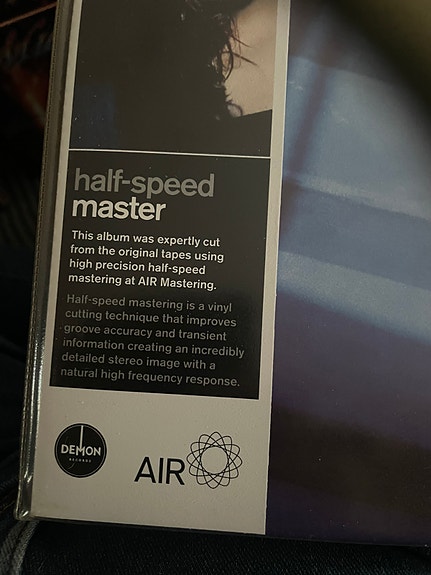 half-speed
master
This album was expertly cut
from the original tapes using
high precision half-speed
mastering at AIR Mastering.
Half-speed mastering is a vinyl
cutting technique that improves
groove accuracy and transient
information creating an incredibly
detailed stereo image with a
natural high frequency response.
DEMON
RECORDS
AIR